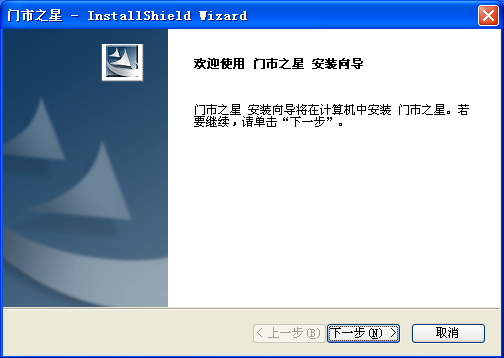 门市之星 - InstallShield Wizard
欢迎使用 门市之星 安装向导
门市之星 安装向导将在计算机中安装 门市之星。若
要继续，请单击“下一步”。
< 上一步(B)
下一步(N) >
取消